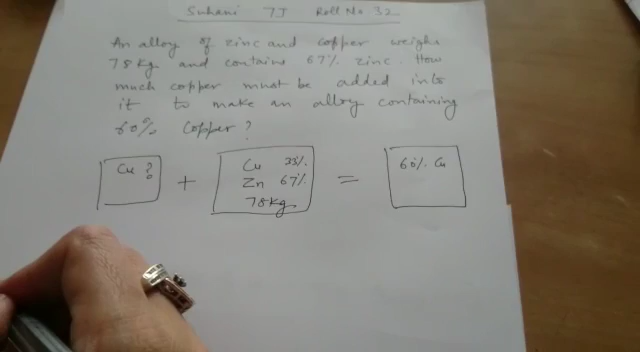 Suhani 7J Roll No 32
An alloy of zinc and copper weighs
78 Kg and contains 67% zinc. How
much copper must be added into
it to make an alloy containing
60% copper?
Cu ? + Cu 33% = 60% Cu
Zn 67%
78Kg